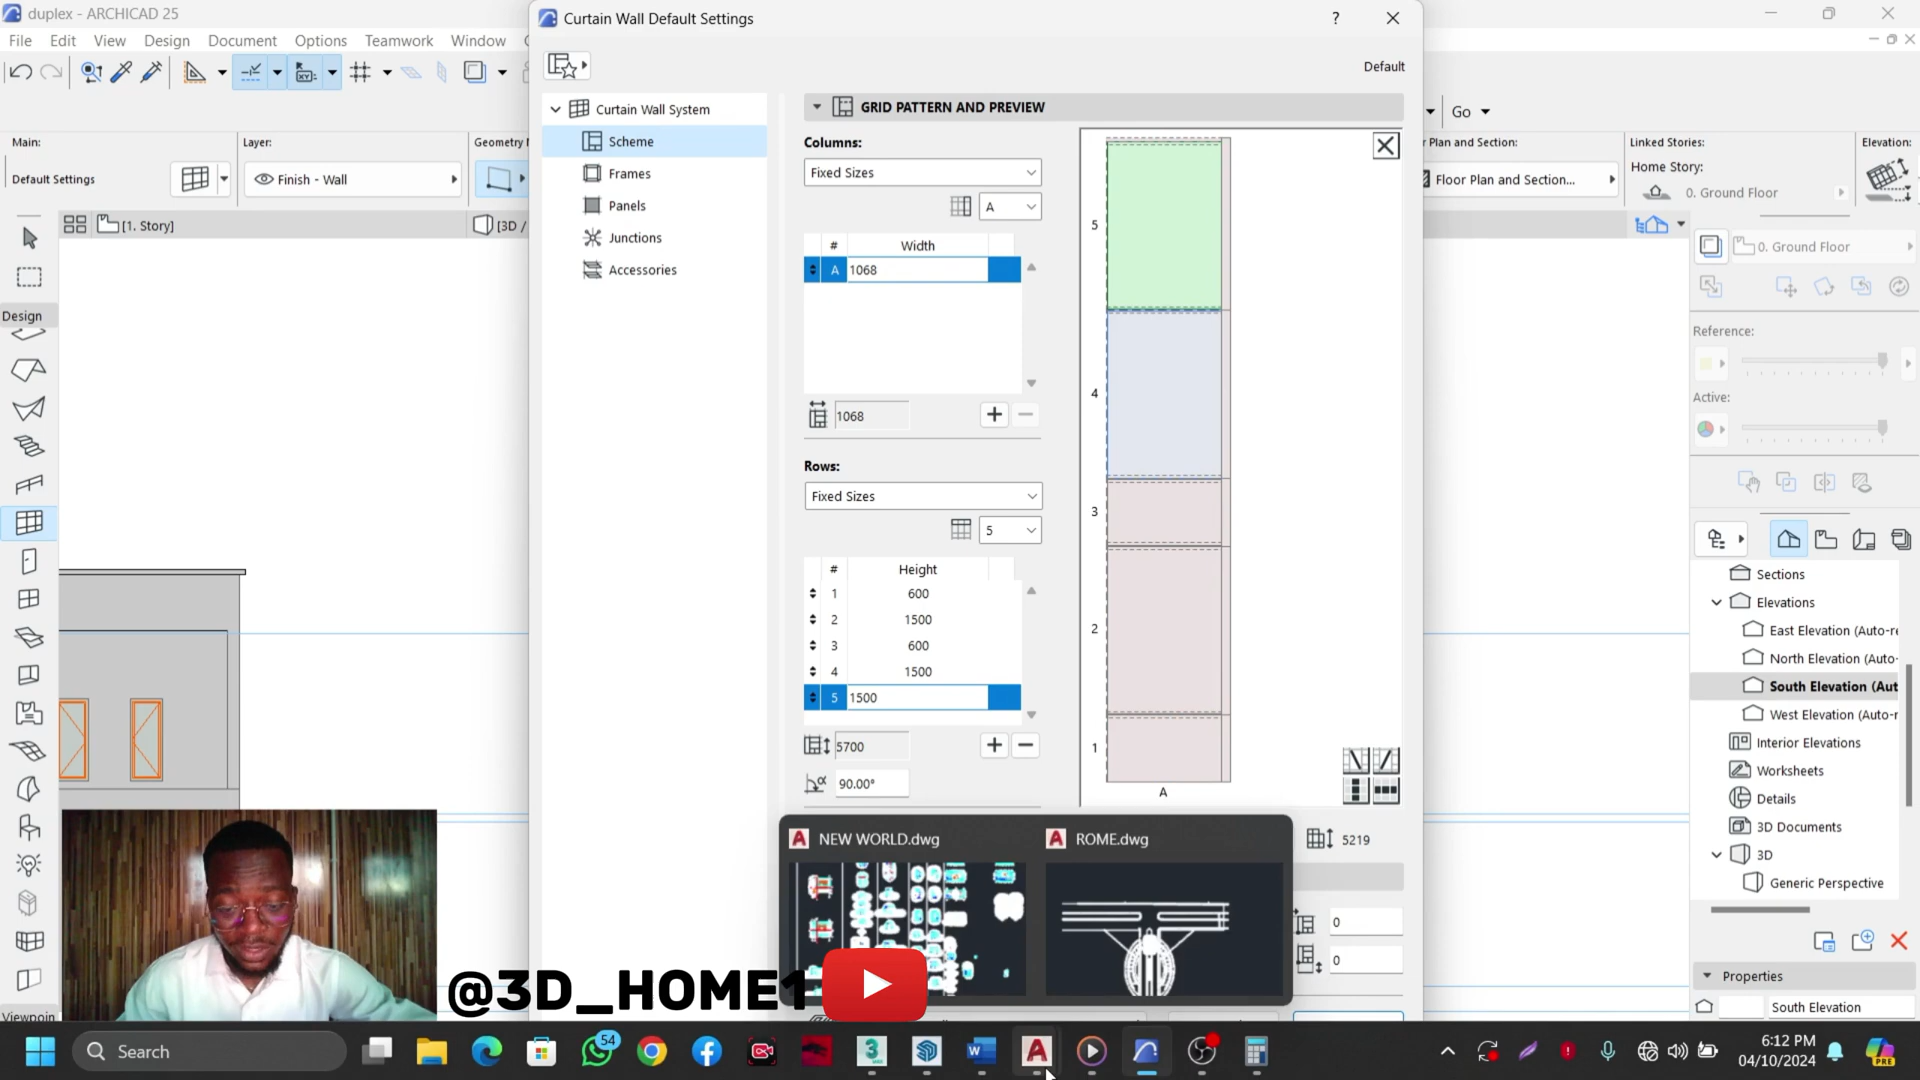 duplex - ARCHICAD 25
File Edit View Design Document Options Teamwork Window
Curtain Wall Default Settings
?
Default
Curtain Wall System
Scheme
Frames
Panels
Junctions
Accessories
GRID PATTERN AND PREVIEW
Columns:
Fixed Sizes
A
# Width
A 1068
1068
Rows:
Fixed Sizes
5
# Height
1 600
2 1500
3 600
4 1500
5 1500
5700
90.00°
α
5
4
3
2
1
A
5219
0
0
Main:
Default Settings
Layer:
Finish - Wall
XY:
[1. Story]
[3D /
Design
Viewpoin
Go
Plan and Section:
Floor Plan and Section...
Linked Stories:
Home Story:
0. Ground Floor
Elevation:
0. Ground Floor
Reference:
Active:
Sections
Elevations
East Elevation (Auto-re
North Elevation (Auto-
South Elevation (Aut
West Elevation (Auto-r
Interior Elevations
Worksheets
Details
3D Documents
3D
Generic Perspective
Properties
South Elevation
NEW WORLD.dwg
ROME.dwg
@3D_HOME1
Search
54
3
6:12 PM
04/10/2024
PRE